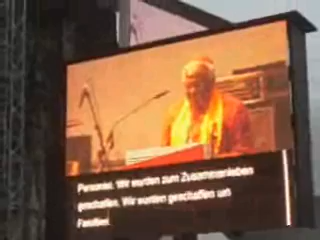 Personen. Wir wurden zum Zusammenleben
geschaffen. Wir wurden geschaffen um
Familien